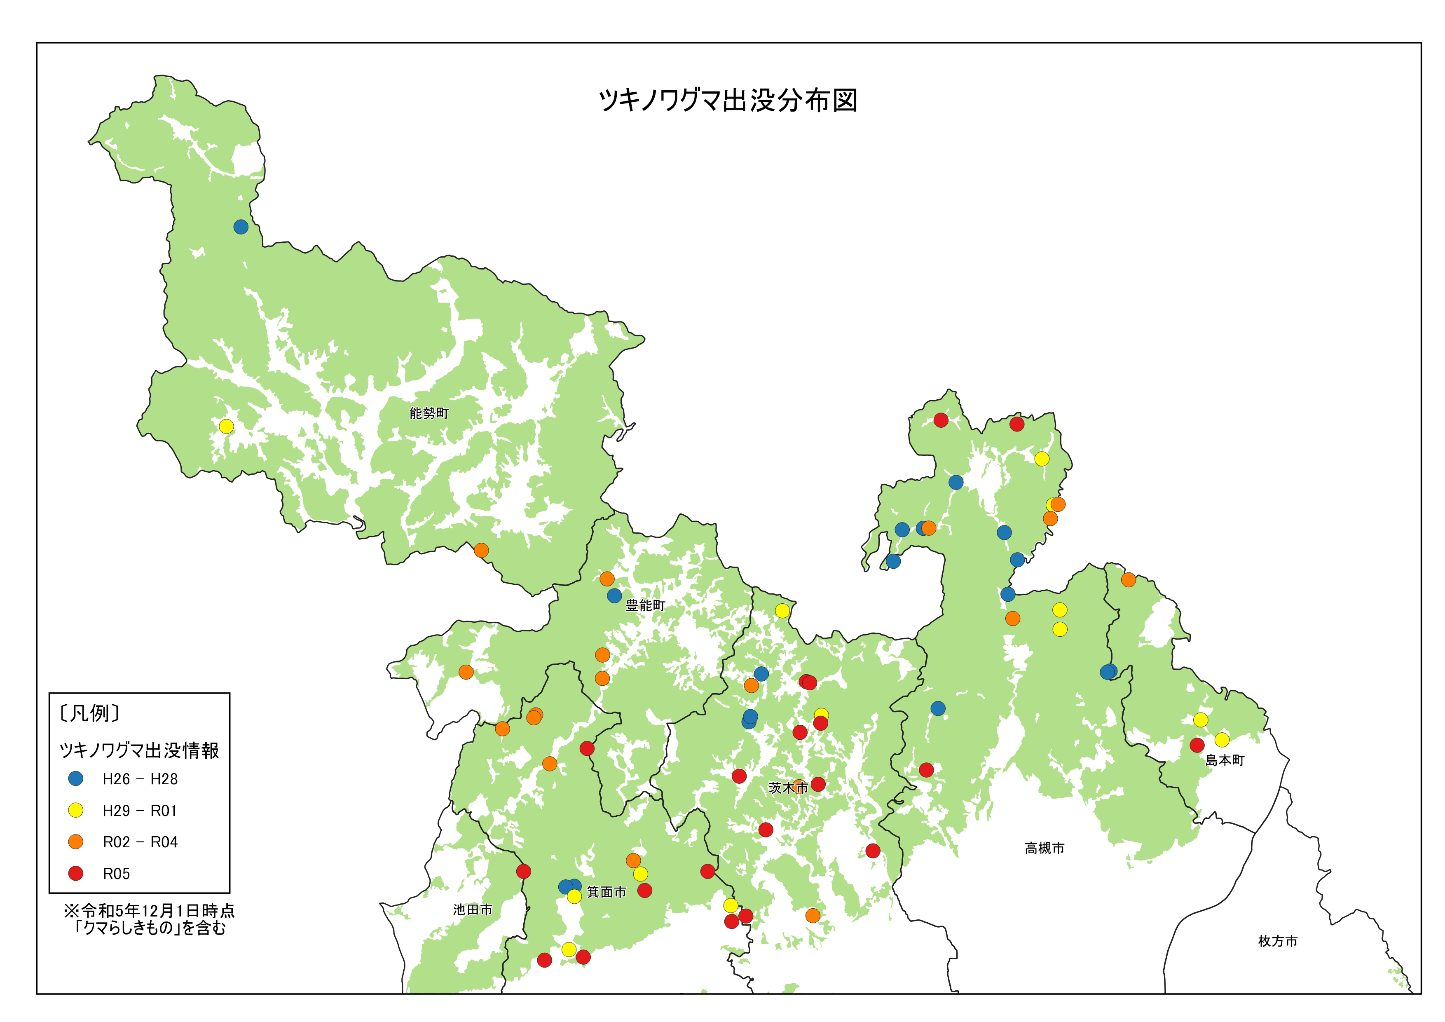 ツキノワグマ出没分布図
能勢町
豊能町
茨木市
島本町
高槻市
箕面市
池田市
枚方市
〔凡例〕
ツキノワグマ出没情報
H26 - H28
H29 - R01
R02 - R04
R05
※令和5年12月1日時点
「クマらしきもの」を含む